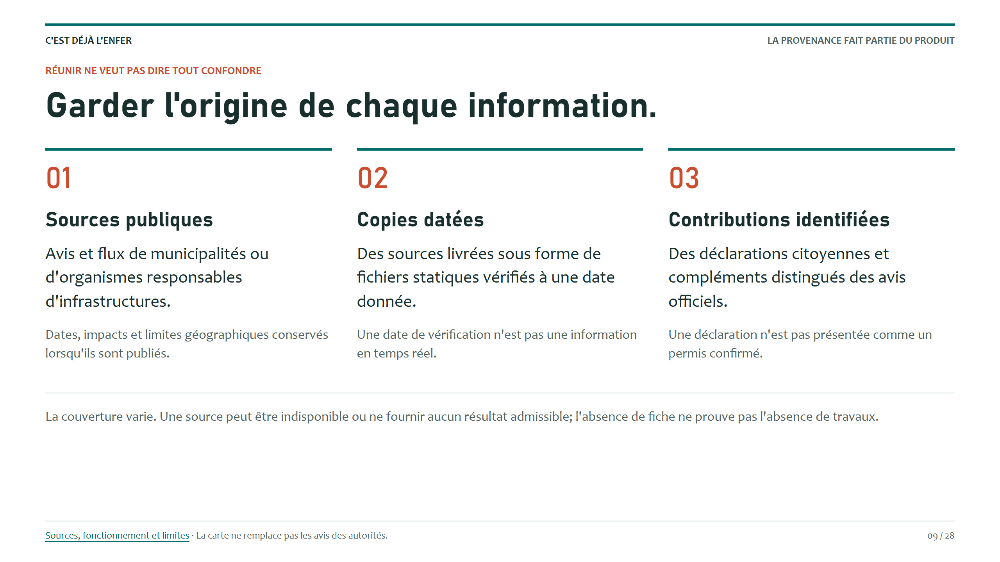 C'EST DÉJÀ L'ENFER
LA PROVENANCE FAIT PARTIE DU PRODUIT
RÉUNIR NE VEUT PAS DIRE TOUT CONFONDRE
Garder l'origine de chaque information.
01
Sources publiques
Avis et flux de municipalités ou
d'organismes responsables
d'infrastructures.
Dates, impacts et limites géographiques conservés
lorsqu'ils sont publiés.
02
Copies datées
Des sources livrées sous forme de
fichiers statiques vérifiés à une date
donnée.
Une date de vérification n'est pas une information
en temps réel.
03
Contributions identifiées
Des déclarations citoyennes et
compléments distingués des avis
officiels.
Une déclaration n'est pas présentée comme un
permis confirmé.
La couverture varie. Une source peut être indisponible ou ne fournir aucun résultat admissible; l'absence de fiche ne prouve pas l'absence de travaux.
Sources, fonctionnement et limites · La carte ne remplace pas les avis des autorités.
09 / 28